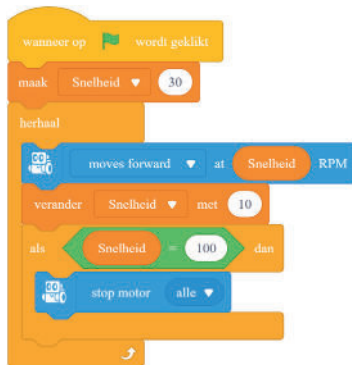 wanneer op wordt geklikt
maak Snelheid 30
herhaal
moves forward at Snelheid RPM
verander Snelheid met 10
als Snelheid = 100 dan
stop motor alle